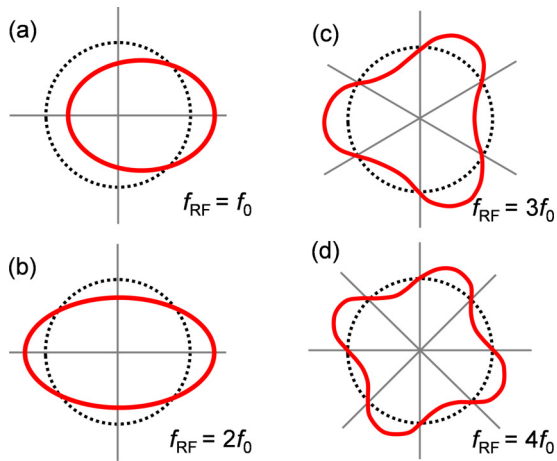 (a)
f_RF = f_0
(b)
f_RF = 2f_0
(c)
f_RF = 3f_0
(d)
f_RF = 4f_0